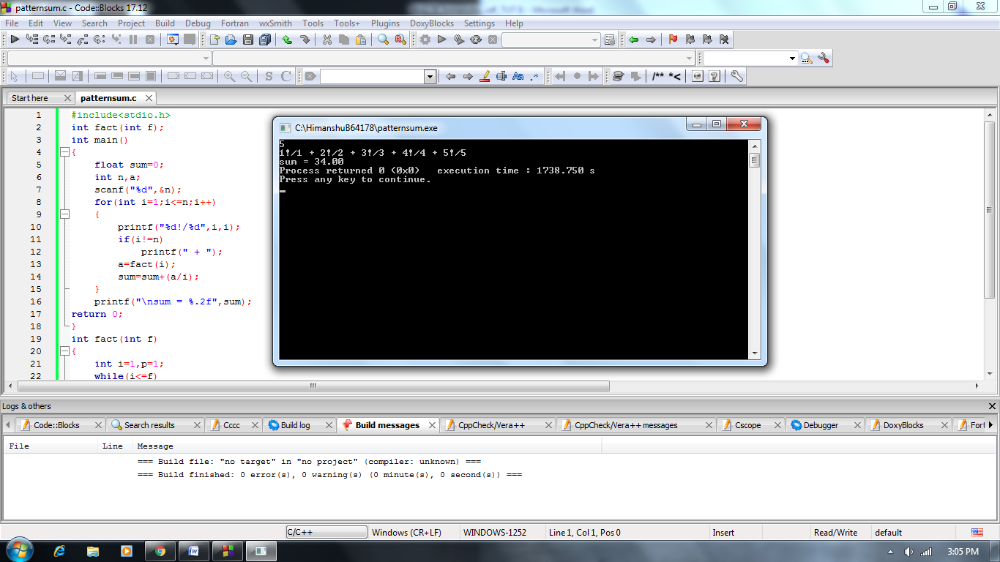 patternsum.c - Code::Blocks 17.12
File Edit View Search Project Build Debug Fortran wxSmith Tools Tools+ Plugins DoxyBlocks Settings Help
S C Aa .* /** *<
Start here patternsum.c
1 #include<stdio.h>
2 int fact(int f);
3 int main()
4 {
5 float sum=0;
6 int n,a;
7 scanf("%d",&n);
8 for(int i=1;i<=n;i++)
9 {
10 printf("%d!/%d",i,i);
11 if(i!=n)
12 printf(" + ");
13 a=fact(i);
14 sum=sum+(a/i);
15 }
16 printf("\nsum = %.2f",sum);
17 return 0;
18 }
19 int fact(int f)
20 {
21 int i=1,p=1;
22 while(i<=f)
C:\HimanshuB64178\patternsum.exe
5
1!/1 + 2!/2 + 3!/3 + 4!/4 + 5!/5
sum = 34.00
Process returned 0 (0x0) execution time : 1738.750 s
Press any key to continue.
Logs & others
Code::Blocks Search results Cccc Build log Build messages CppCheck/Vera++ CppCheck/Vera++ messages Cscope Debugger DoxyBlocks Fort
File Line Message
=== Build file: "no target" in "no project" (compiler: unknown) ===
=== Build finished: 0 error(s), 0 warning(s) (0 minute(s), 0 second(s)) ===
C/C++ Windows (CR+LF) WINDOWS-1252 Line 1, Col 1, Pos 0 Insert Read/Write default
3:05 PM